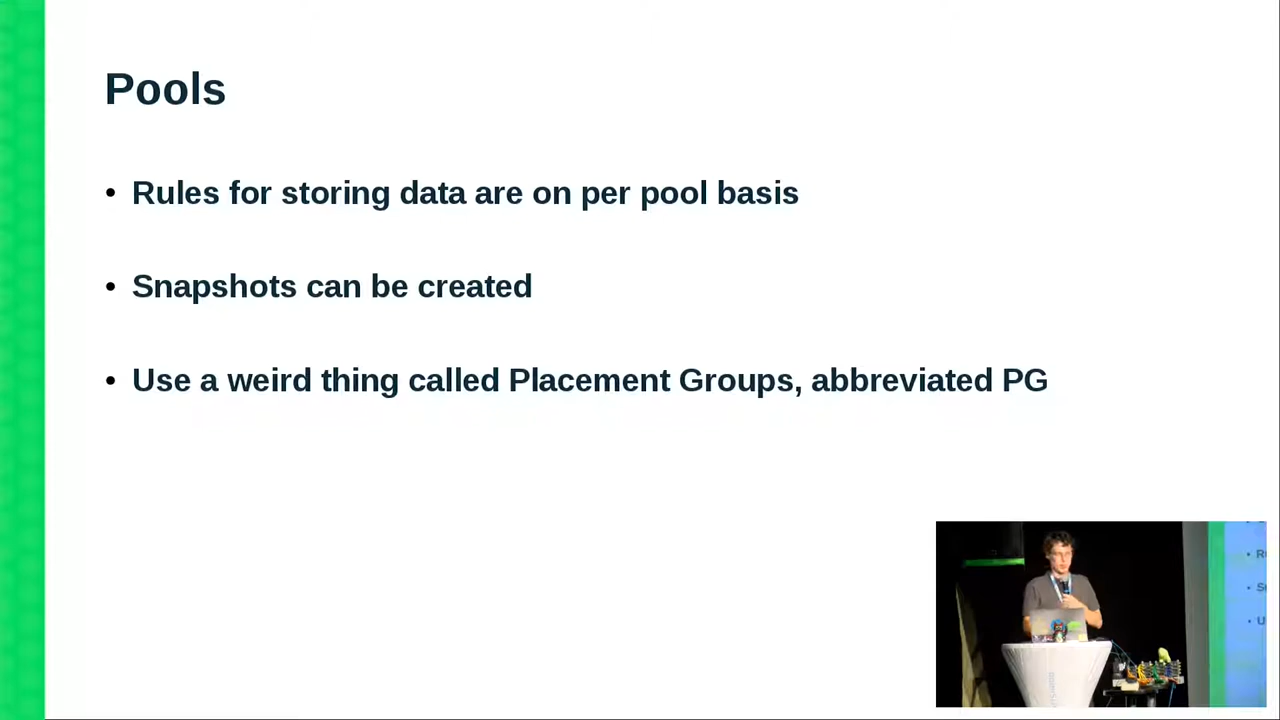 Pools
• Rules for storing data are on per pool basis
• Snapshots can be created
• Use a weird thing called Placement Groups, abbreviated PG